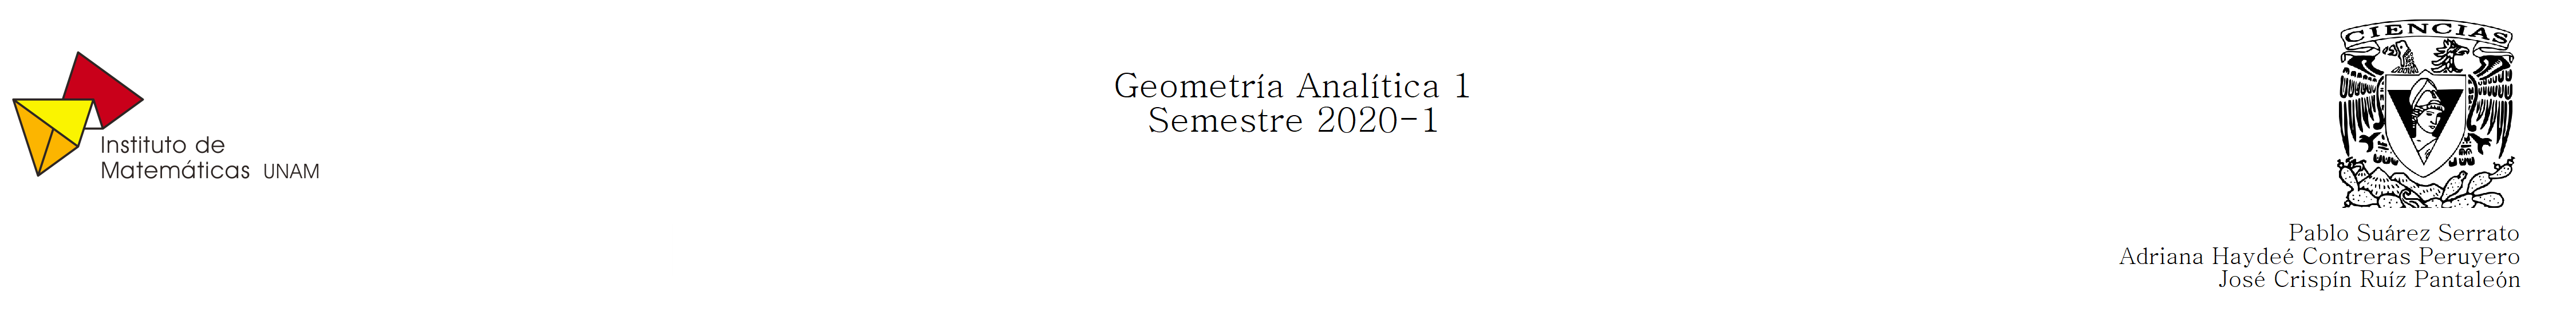 Instituto de
Matemáticas UNAM
Geometría Analítica 1
Semestre 2020-1
CIENCIAS
Pablo Suárez Serrato
Adriana Haydeé Contreras Peruyero
José Crispín Ruíz Pantaleón